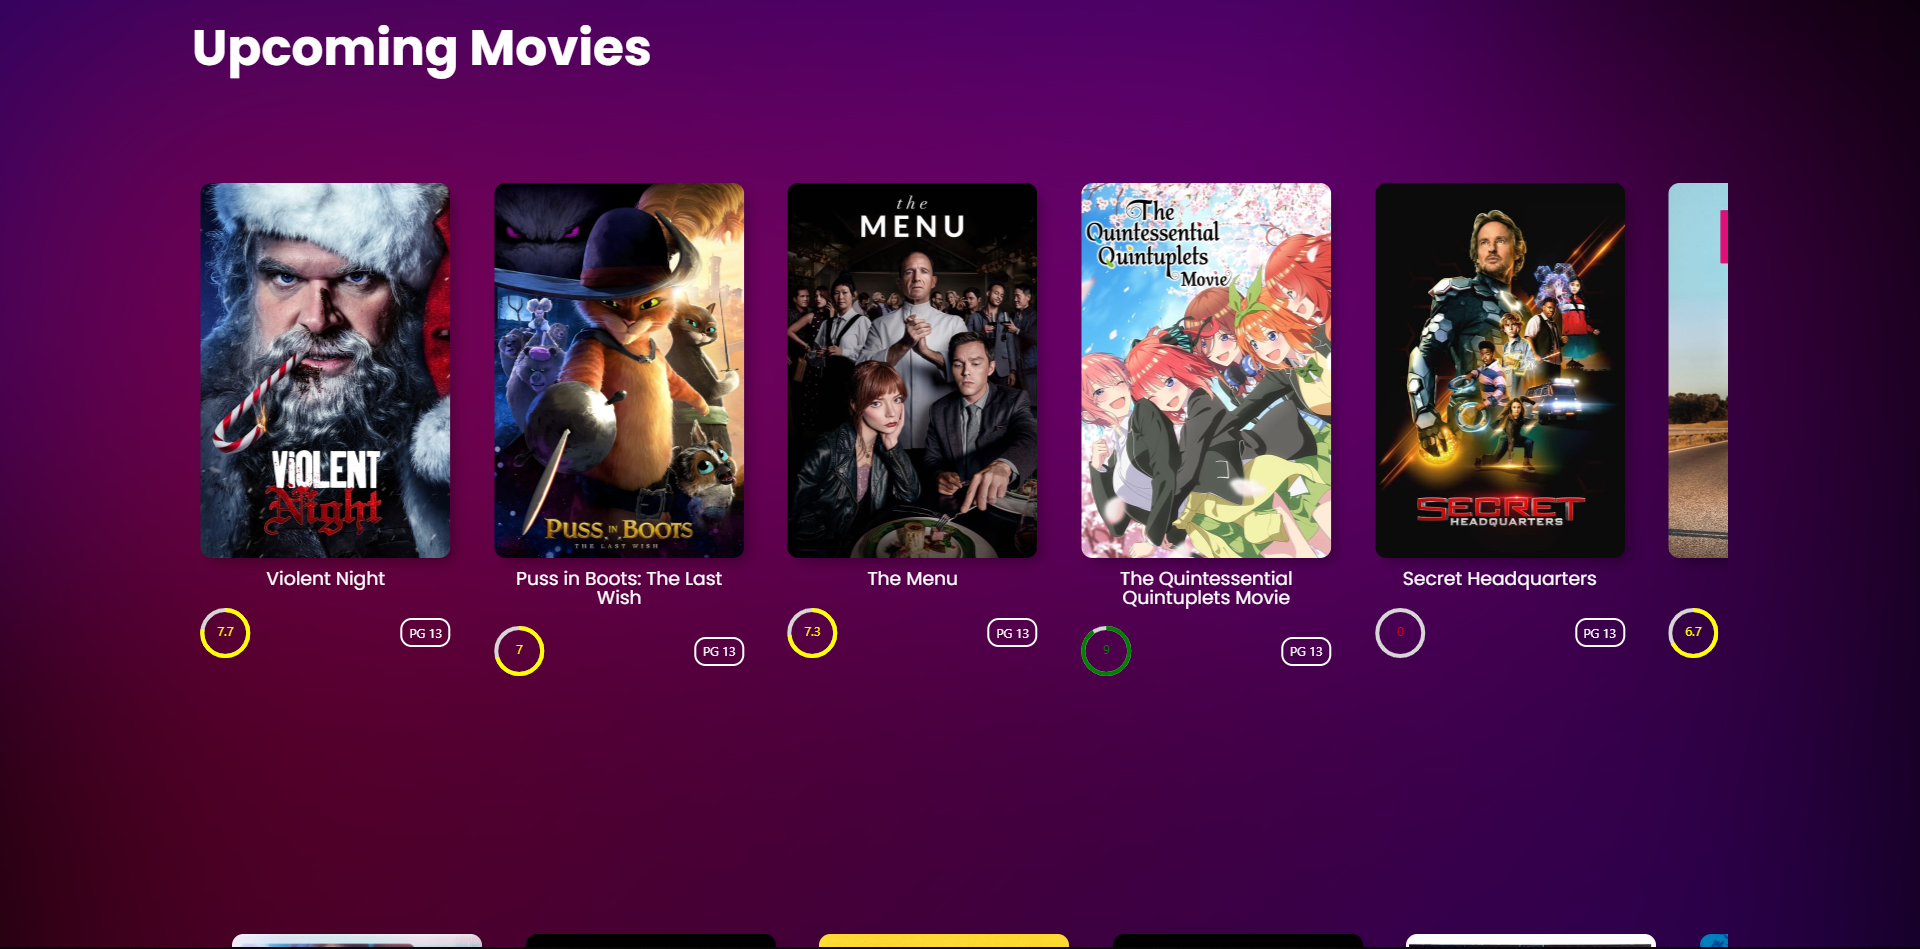 Upcoming Movies
VIOLENT
Night
PUSS IN BOOTS
THE LAST WISH
the
MENU
The
Quintessential
Quintuplets
Movie
SECRET
HEADQUARTERS
Violent Night
Puss in Boots: The Last
Wish
The Menu
The Quintessential
Quintuplets Movie
Secret Headquarters
7.7
PG 13
7
PG 13
7.3
PG 13
9
PG 13
0
PG 13
6.7